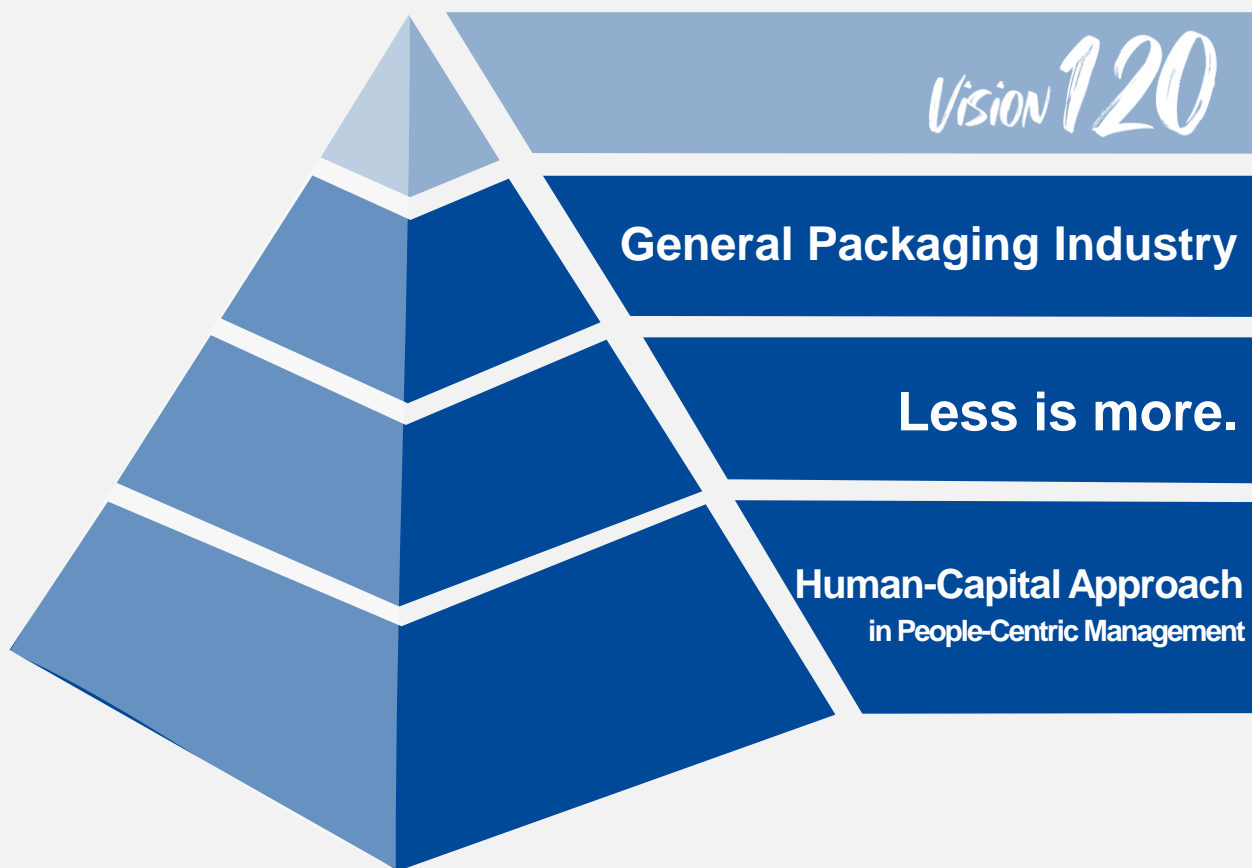 Vision 120
General Packaging Industry
Less is more.
Human-Capital Approach
in People-Centric Management